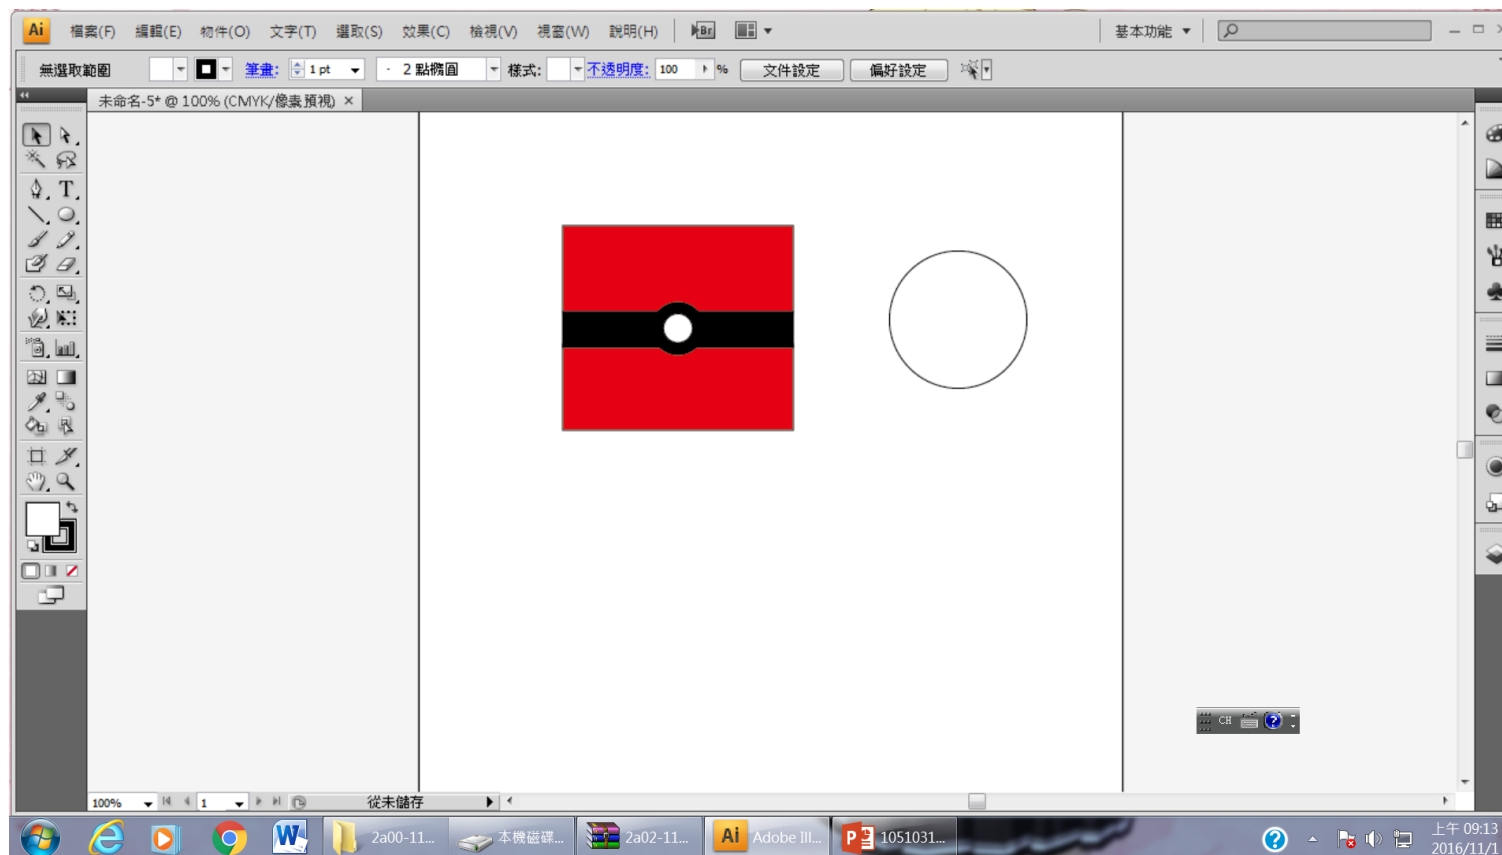 Ai 檔案(F) 編輯(E) 物件(O) 文字(T) 選取(S) 效果(C) 檢視(V) 視窗(W) 說明(H) Br 基本功能
無選取範圍 筆畫: 1 pt 2 點橢圓 樣式: 不透明度: 100 % 文件設定 偏好設定
未命名-5* @ 100% (CMYK/像素預視) ×
T
CH
100% 1 從未儲存
2a00-11... 本機磁碟... 2a02-11... Ai Adobe Ill... 1051031...
上午 09:13
2016/11/1